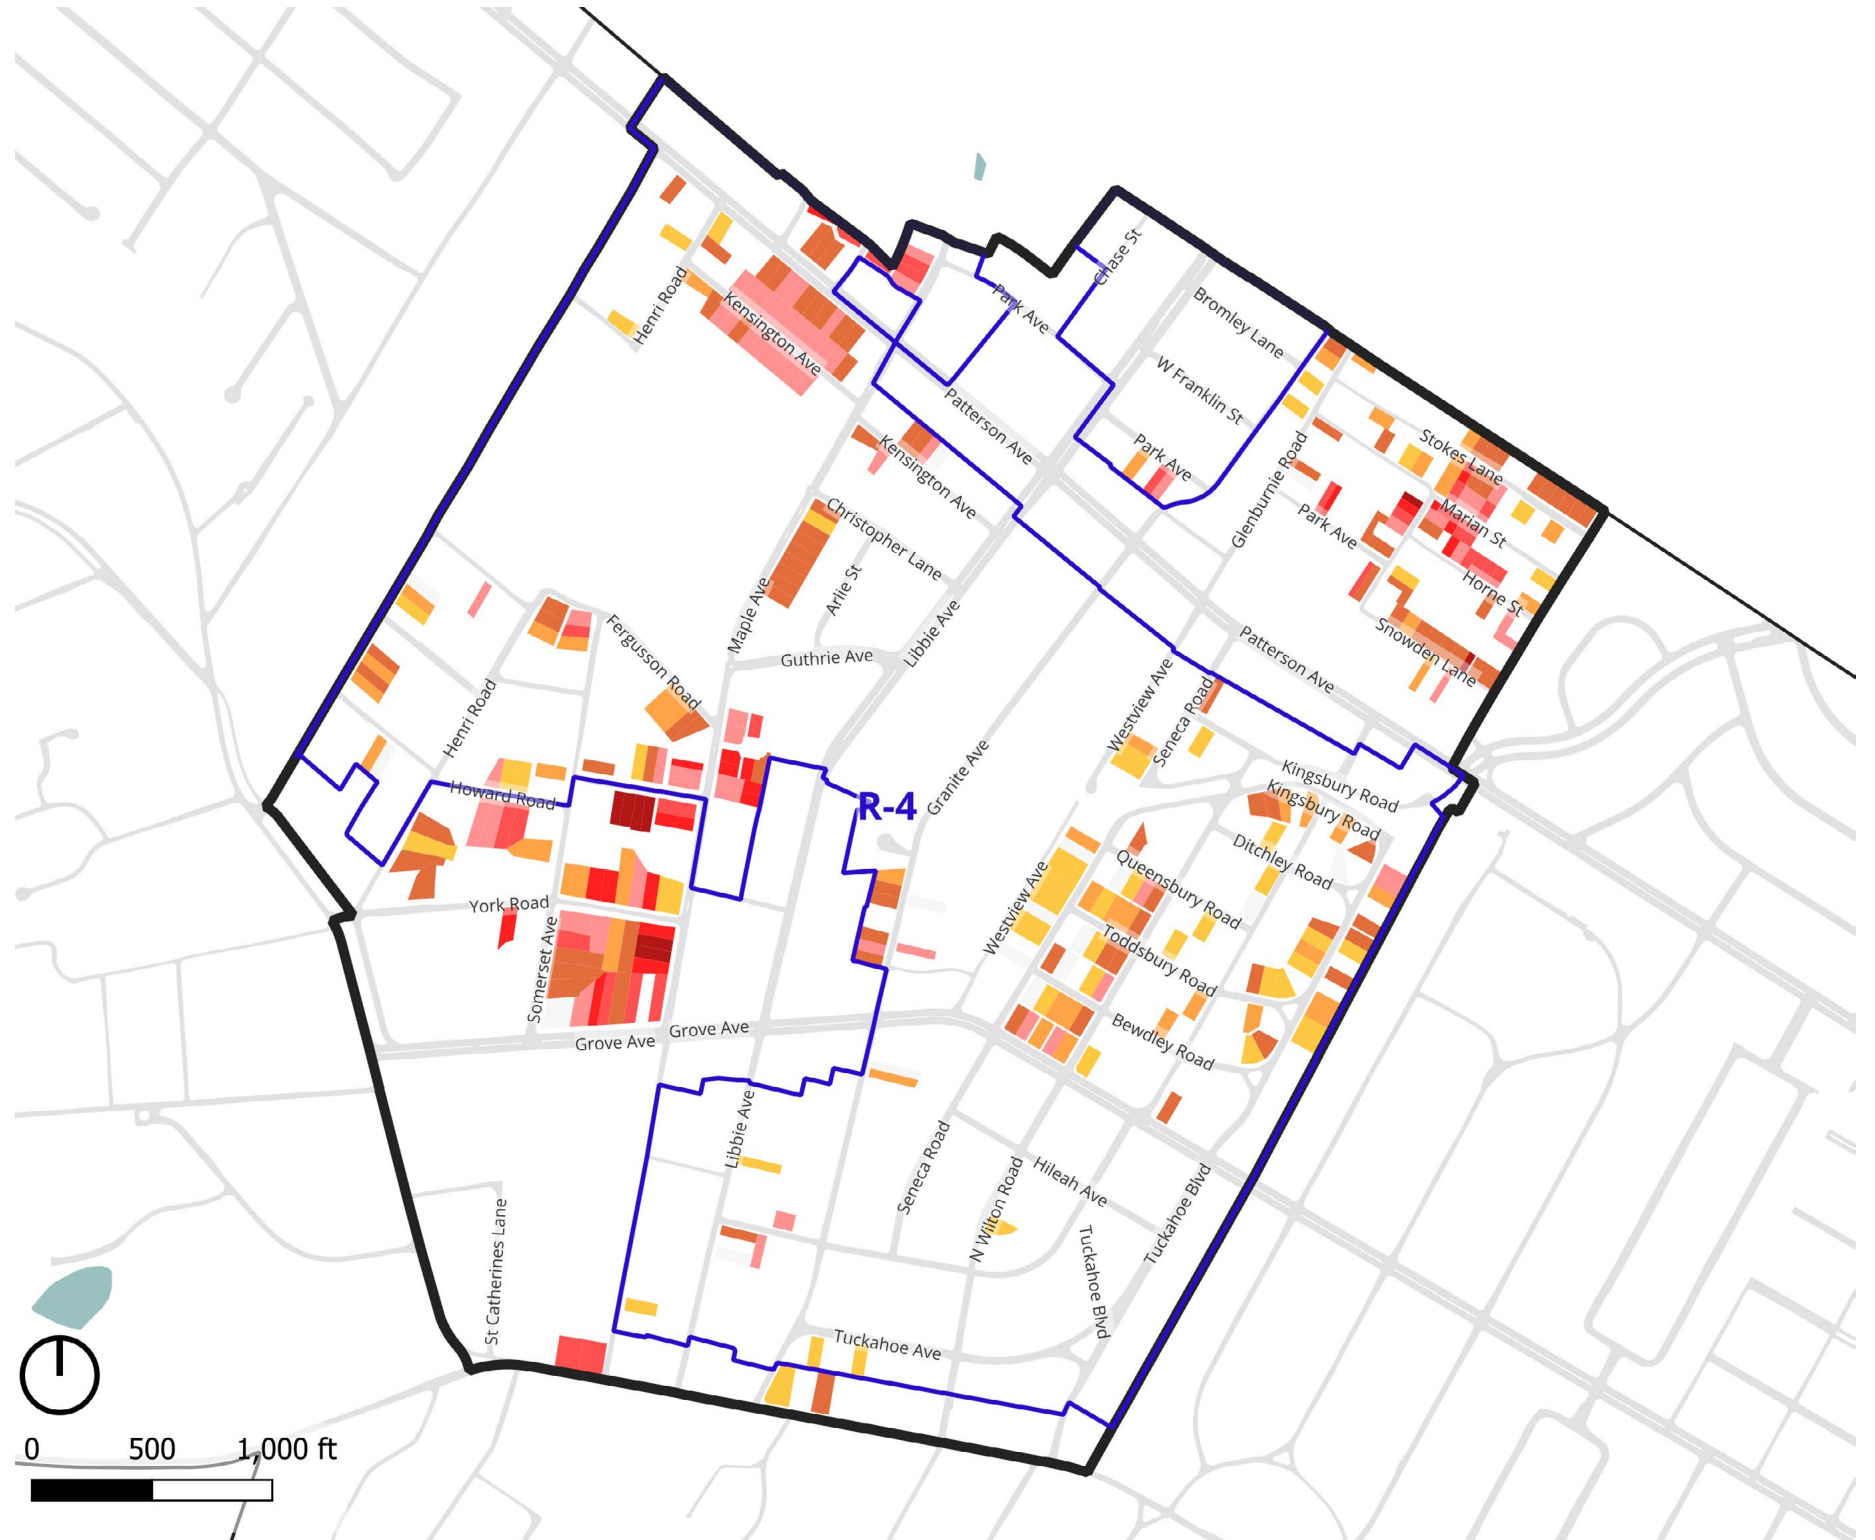 Chase St
Park Ave
Bromley Lane
Henri Road
Kensington Ave
W Franklin St
Patterson Ave
Park Ave
Stokes Lane
Kensington Ave
Glenburnie Road
Park Ave
Marian St
Christopher Lane
Horne St
Arlie St
Maple Ave
Libbie Ave
Fergusson Road
Guthrie Ave
Patterson Ave
Snowden Lane
Westview Ave
Seneca Road
Henri Road
Granite Ave
Kingsbury Road
Kingsbury Road
Howard Road
R-4
Ditchley Road
Queensbury Road
Westview Ave
York Road
Toddsbury Road
Somerset Ave
Grove Ave
Grove Ave
Bewdley Road
Libbie Ave
Seneca Road
N Wilton Road
Hileah Ave
Tuckahoe Blvd
Tuckahoe Blvd
St Catherines Lane
Tuckahoe Ave
0 500 1,000 ft